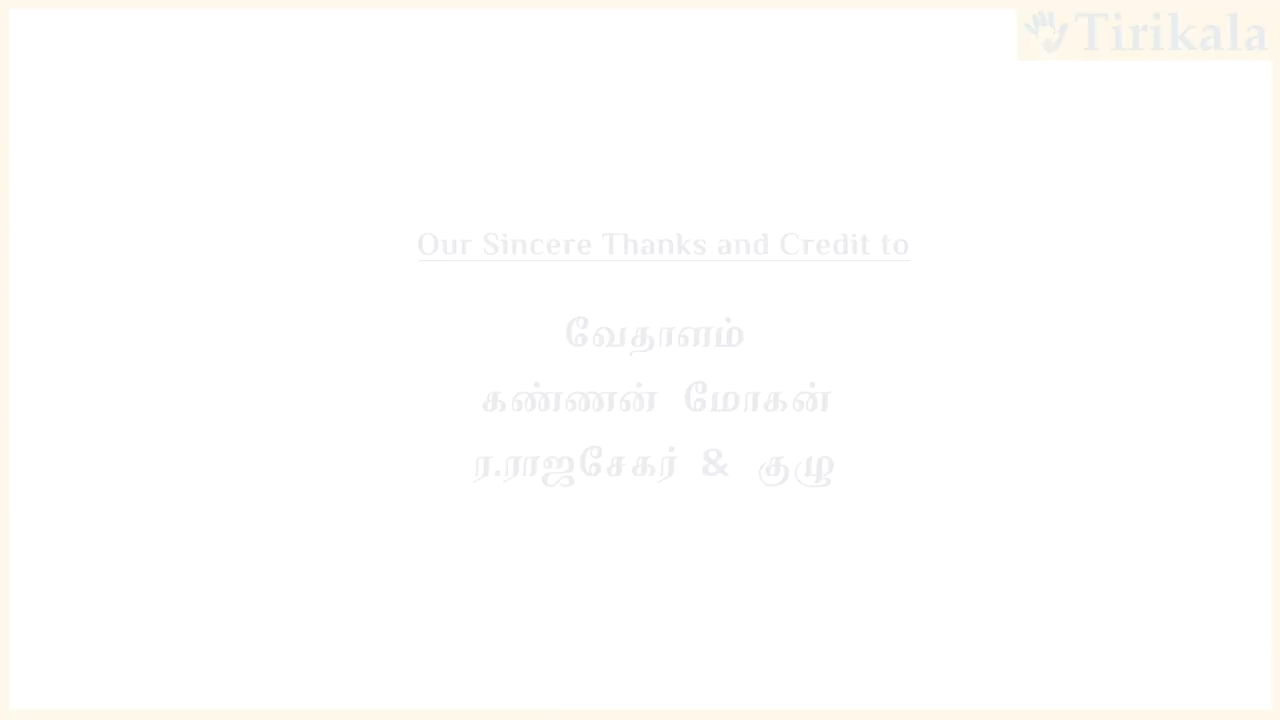 Tirikala
Our Sincere Thanks and Credit to
வேதாளம்
கண்ணன் மோகன்
ர.ராஜசேகர் & குழு